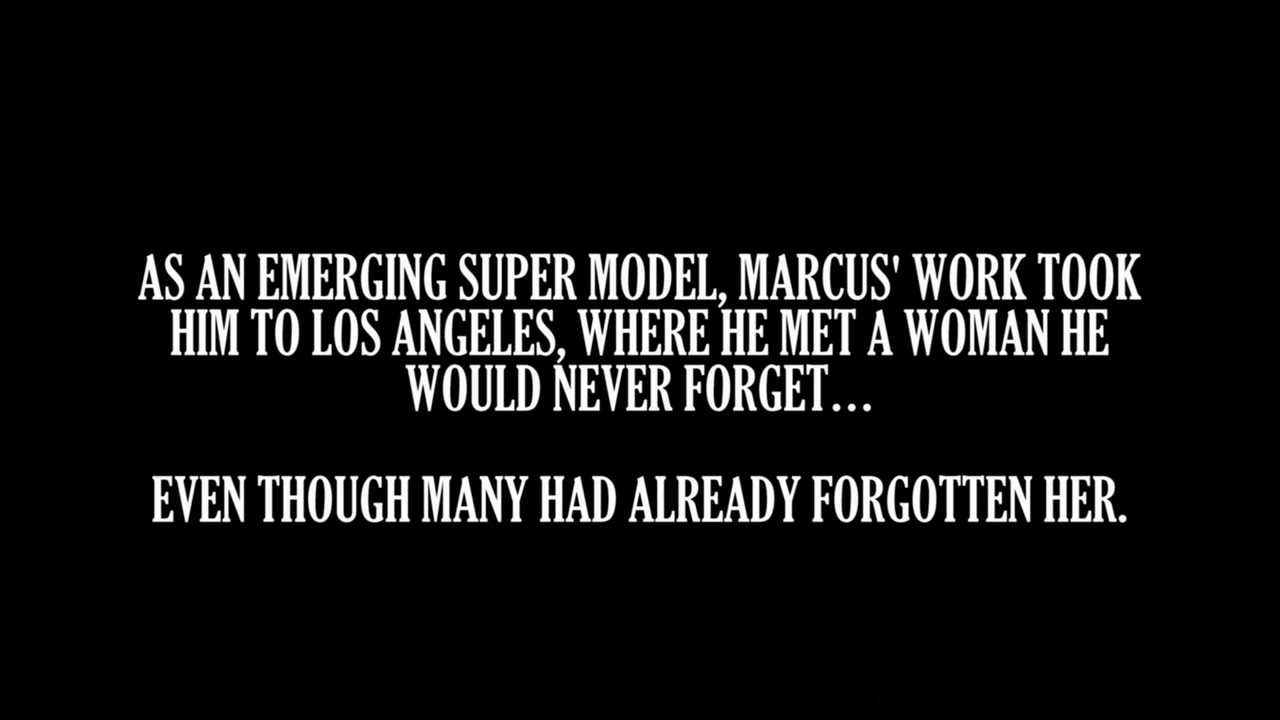 AS AN EMERGING SUPER MODEL, MARCUS' WORK TOOK
HIM TO LOS ANGELES, WHERE HE MET A WOMAN HE
WOULD NEVER FORGET...
EVEN THOUGH MANY HAD ALREADY FORGOTTEN HER.